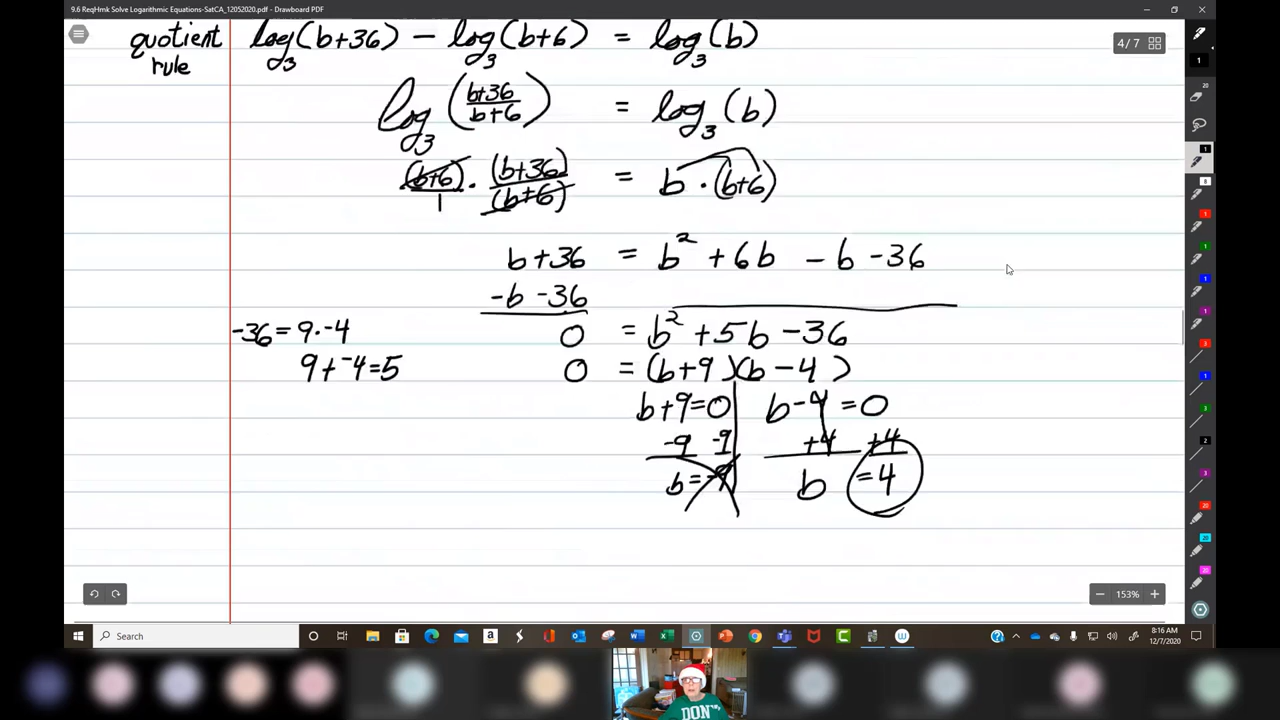 9.6 ReqHmk Solve Logarithmic Equations-SatCA_12052020.pdf - Drawboard PDF
4/7
quotient rule
log₃(b+36) - log₃(b+6) = log₃(b)
log₃((b+36)/(b+6)) = log₃(b)
(b+6)/1 · (b+36)/(b+6) = b · (b+6)
b+36 = b² + 6b - b - 36
-b -36
-36 = 9·-4
0 = b² + 5b - 36
9 + -4 = 5
0 = (b+9)(b-4)
b+9=0 b-4=0
-9 -9 +4 +4
b=-9 b=4
153%
Search
8:16 AM
12/7/2020
DON'T